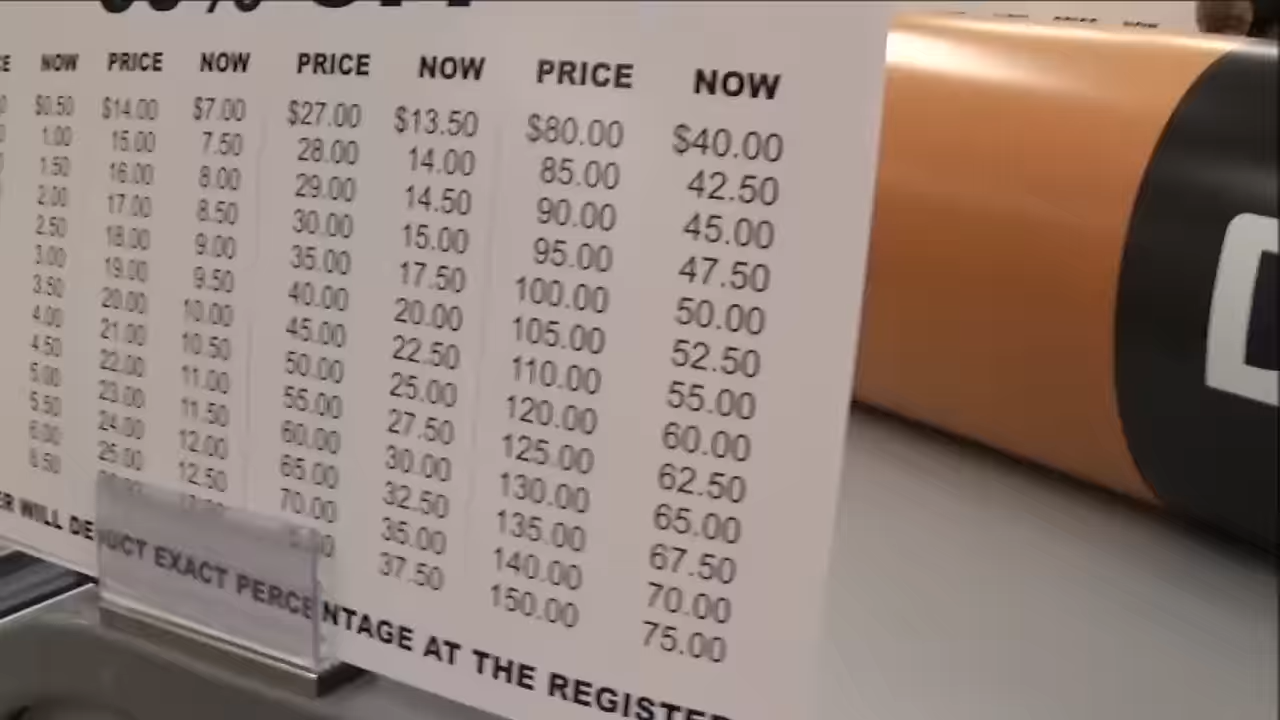 NOW PRICE NOW PRICE NOW PRICE NOW
$0.50 $14.00 $7.00 $27.00 $13.50 $80.00 $40.00
1.00 15.00 7.50 28.00 14.00 85.00 42.50
1.50 16.00 8.00 29.00 14.50 90.00 45.00
2.00 17.00 8.50 30.00 15.00 95.00 47.50
2.50 18.00 9.00 35.00 17.50 100.00 50.00
3.00 19.00 9.50 40.00 20.00 105.00 52.50
3.50 20.00 10.00 45.00 22.50 110.00 55.00
4.00 21.00 10.50 50.00 25.00 120.00 60.00
4.50 22.00 11.00 55.00 27.50 125.00 62.50
5.00 23.00 11.50 60.00 30.00 130.00 65.00
5.50 24.00 12.00 65.00 32.50 135.00 67.50
6.00 25.00 12.50 70.00 35.00 140.00 70.00
6.50 37.50 150.00 75.00
WILL DEDUCT EXACT PERCENTAGE AT THE REGISTER